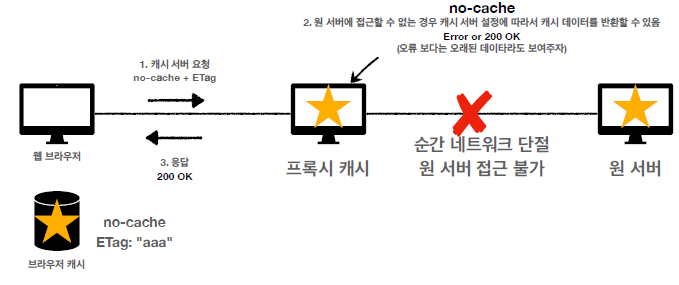 no-cache
2. 원 서버에 접근할 수 없는 경우 캐시 서버 설정에 따라서 캐시 데이터를 반환할 수 있음
Error or 200 OK
(오류 보다는 오래된 데이타라도 보여주자)
1. 캐시 서버 요청
no-cache + ETag
웹 브라우저
3. 응답
200 OK
프록시 캐시
순간 네트워크 단절
원 서버 접근 불가
원 서버
no-cache
ETag: "aaa"
브라우저 캐시